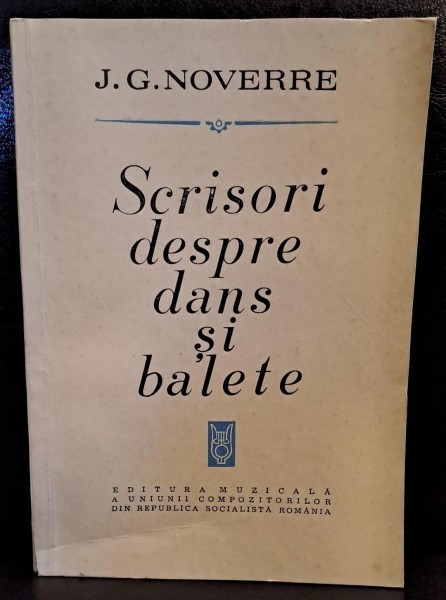 J. G. NOVERRE
Scrisori
despre
dans
și
balete
EDITURA MUZICALĂ
A UNIUNII COMPOZITORILOR
DIN REPUBLICA SOCIALISTĂ ROMÂNIA